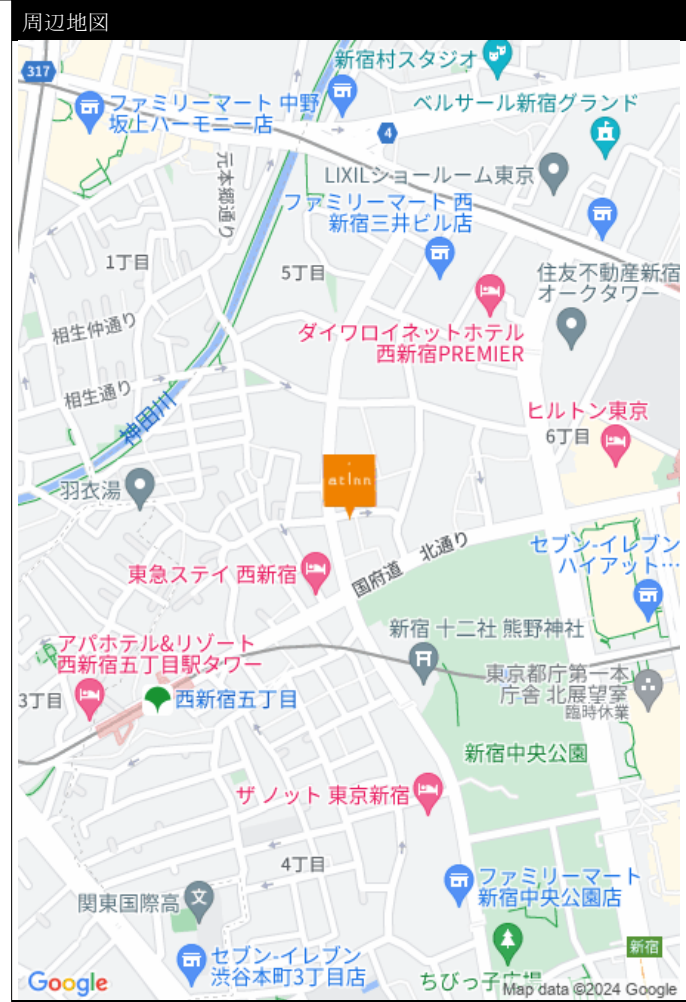 周辺地図
新宿村スタジオ
317
ファミリーマート 中野
坂上ハーモニー店
4
ベルサール新宿グランド
LIXILショールーム東京
元本郷通り
ファミリーマート 西
新宿三井ビル店
1丁目
5丁目
住友不動産新宿
オークタワー
相生仲通り
ダイワロイネットホテル
西新宿PREMIER
相生通り
神田川
ヒルトン東京
6丁目
羽衣湯
at inn
北通り
セブン-イレブン
ハイアット…
東急ステイ 西新宿
国府道
新宿 十二社 熊野神社
アパホテル&リゾート
西新宿五丁目駅タワー
東京都庁第一本
庁舎 北展望室
臨時休業
3丁目
西新宿五丁目
新宿中央公園
ザ ノット 東京新宿
4丁目
ファミリーマート
新宿中央公園店
関東国際高
文
新宿
セブン-イレブン
渋谷本町3丁目店
ちびっ子広場
Google
Map data ©2024 Google